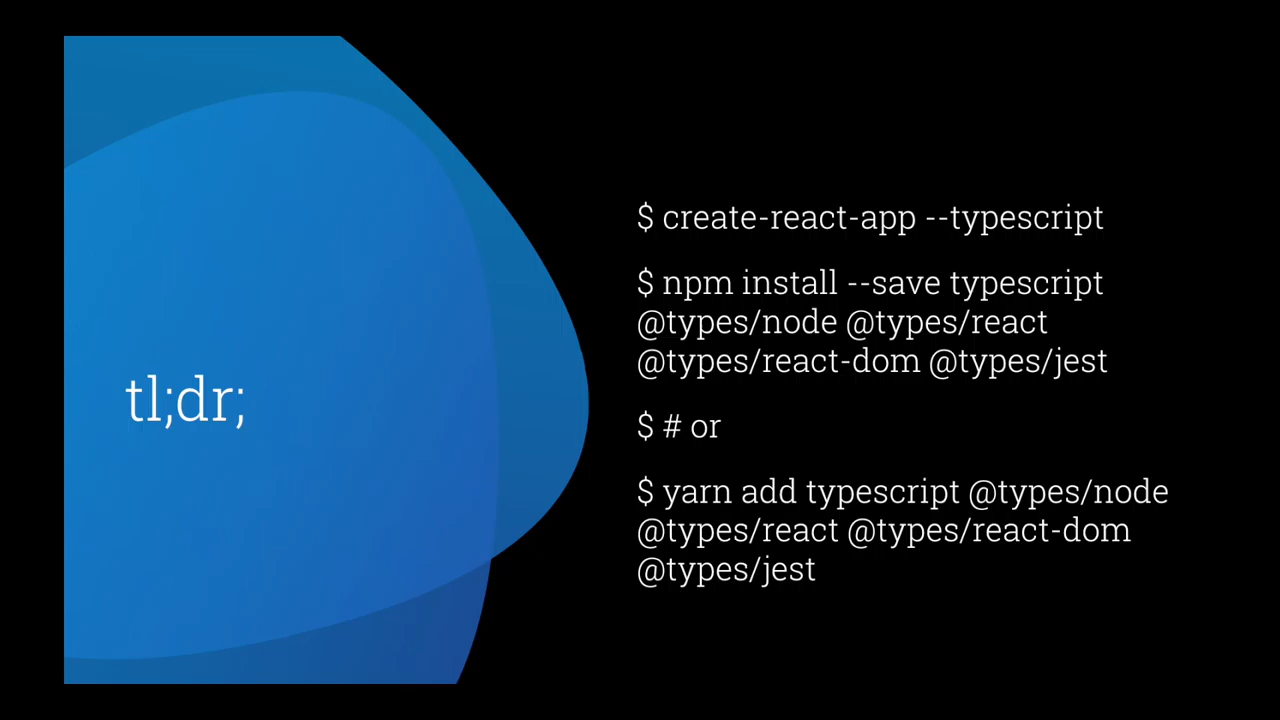 tl;dr;
$ create-react-app --typescript
$ npm install --save typescript
@types/node @types/react
@types/react-dom @types/jest
$ # or
$ yarn add typescript @types/node
@types/react @types/react-dom
@types/jest